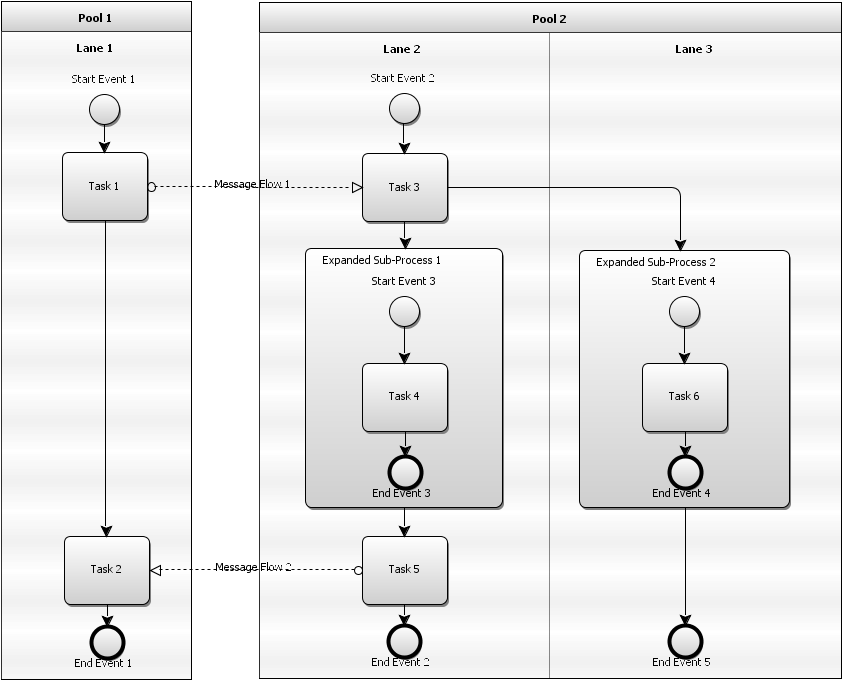 Pool 1
Pool 2
Lane 1
Lane 2
Lane 3
Start Event 1
Start Event 2
Task 1
Message Flow 1
Task 3
Expanded Sub-Process 1
Expanded Sub-Process 2
Start Event 3
Start Event 4
Task 4
Task 6
End Event 3
End Event 4
Task 2
Message Flow 2
Task 5
End Event 1
End Event 2
End Event 5